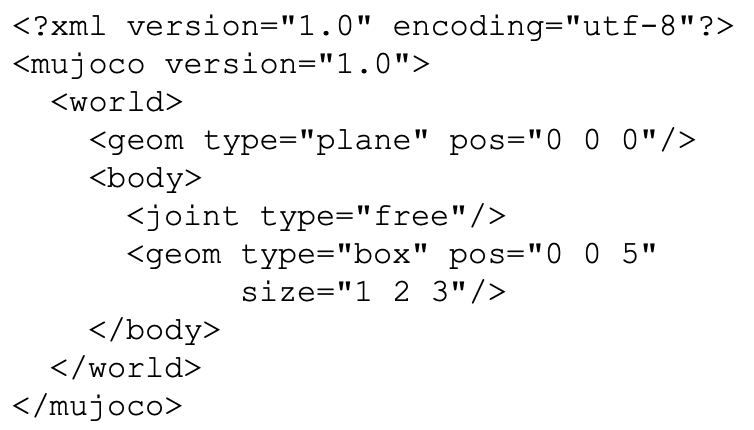 <?xml version="1.0" encoding="utf-8"?>
<mujoco version="1.0">
  <world>
    <geom type="plane" pos="0 0 0"/>
    <body>
      <joint type="free"/>
      <geom type="box" pos="0 0 5"
            size="1 2 3"/>
    </body>
  </world>
</mujoco>